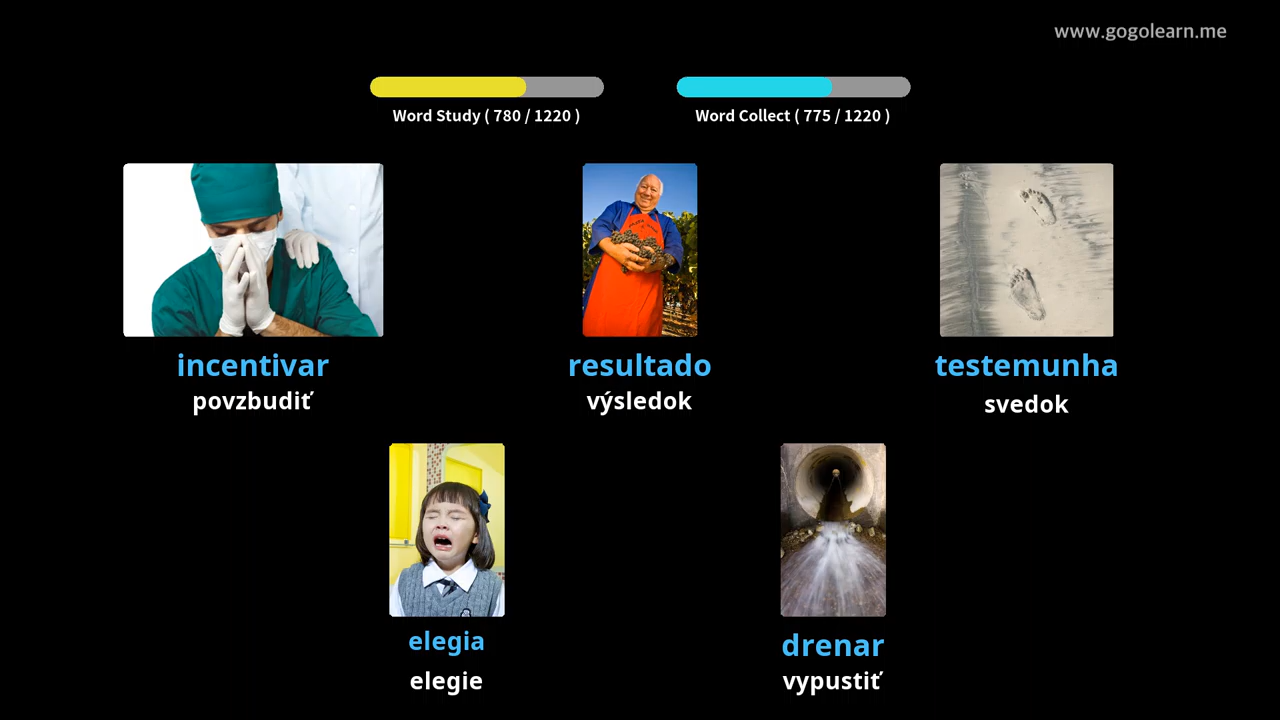 www.gogolearn.me
Word Study ( 780 / 1220 )
Word Collect ( 775 / 1220 )
incentivar
povzbudiť
resultado
výsledok
testemunha
svedok
elegia
elegie
drenar
vypustiť